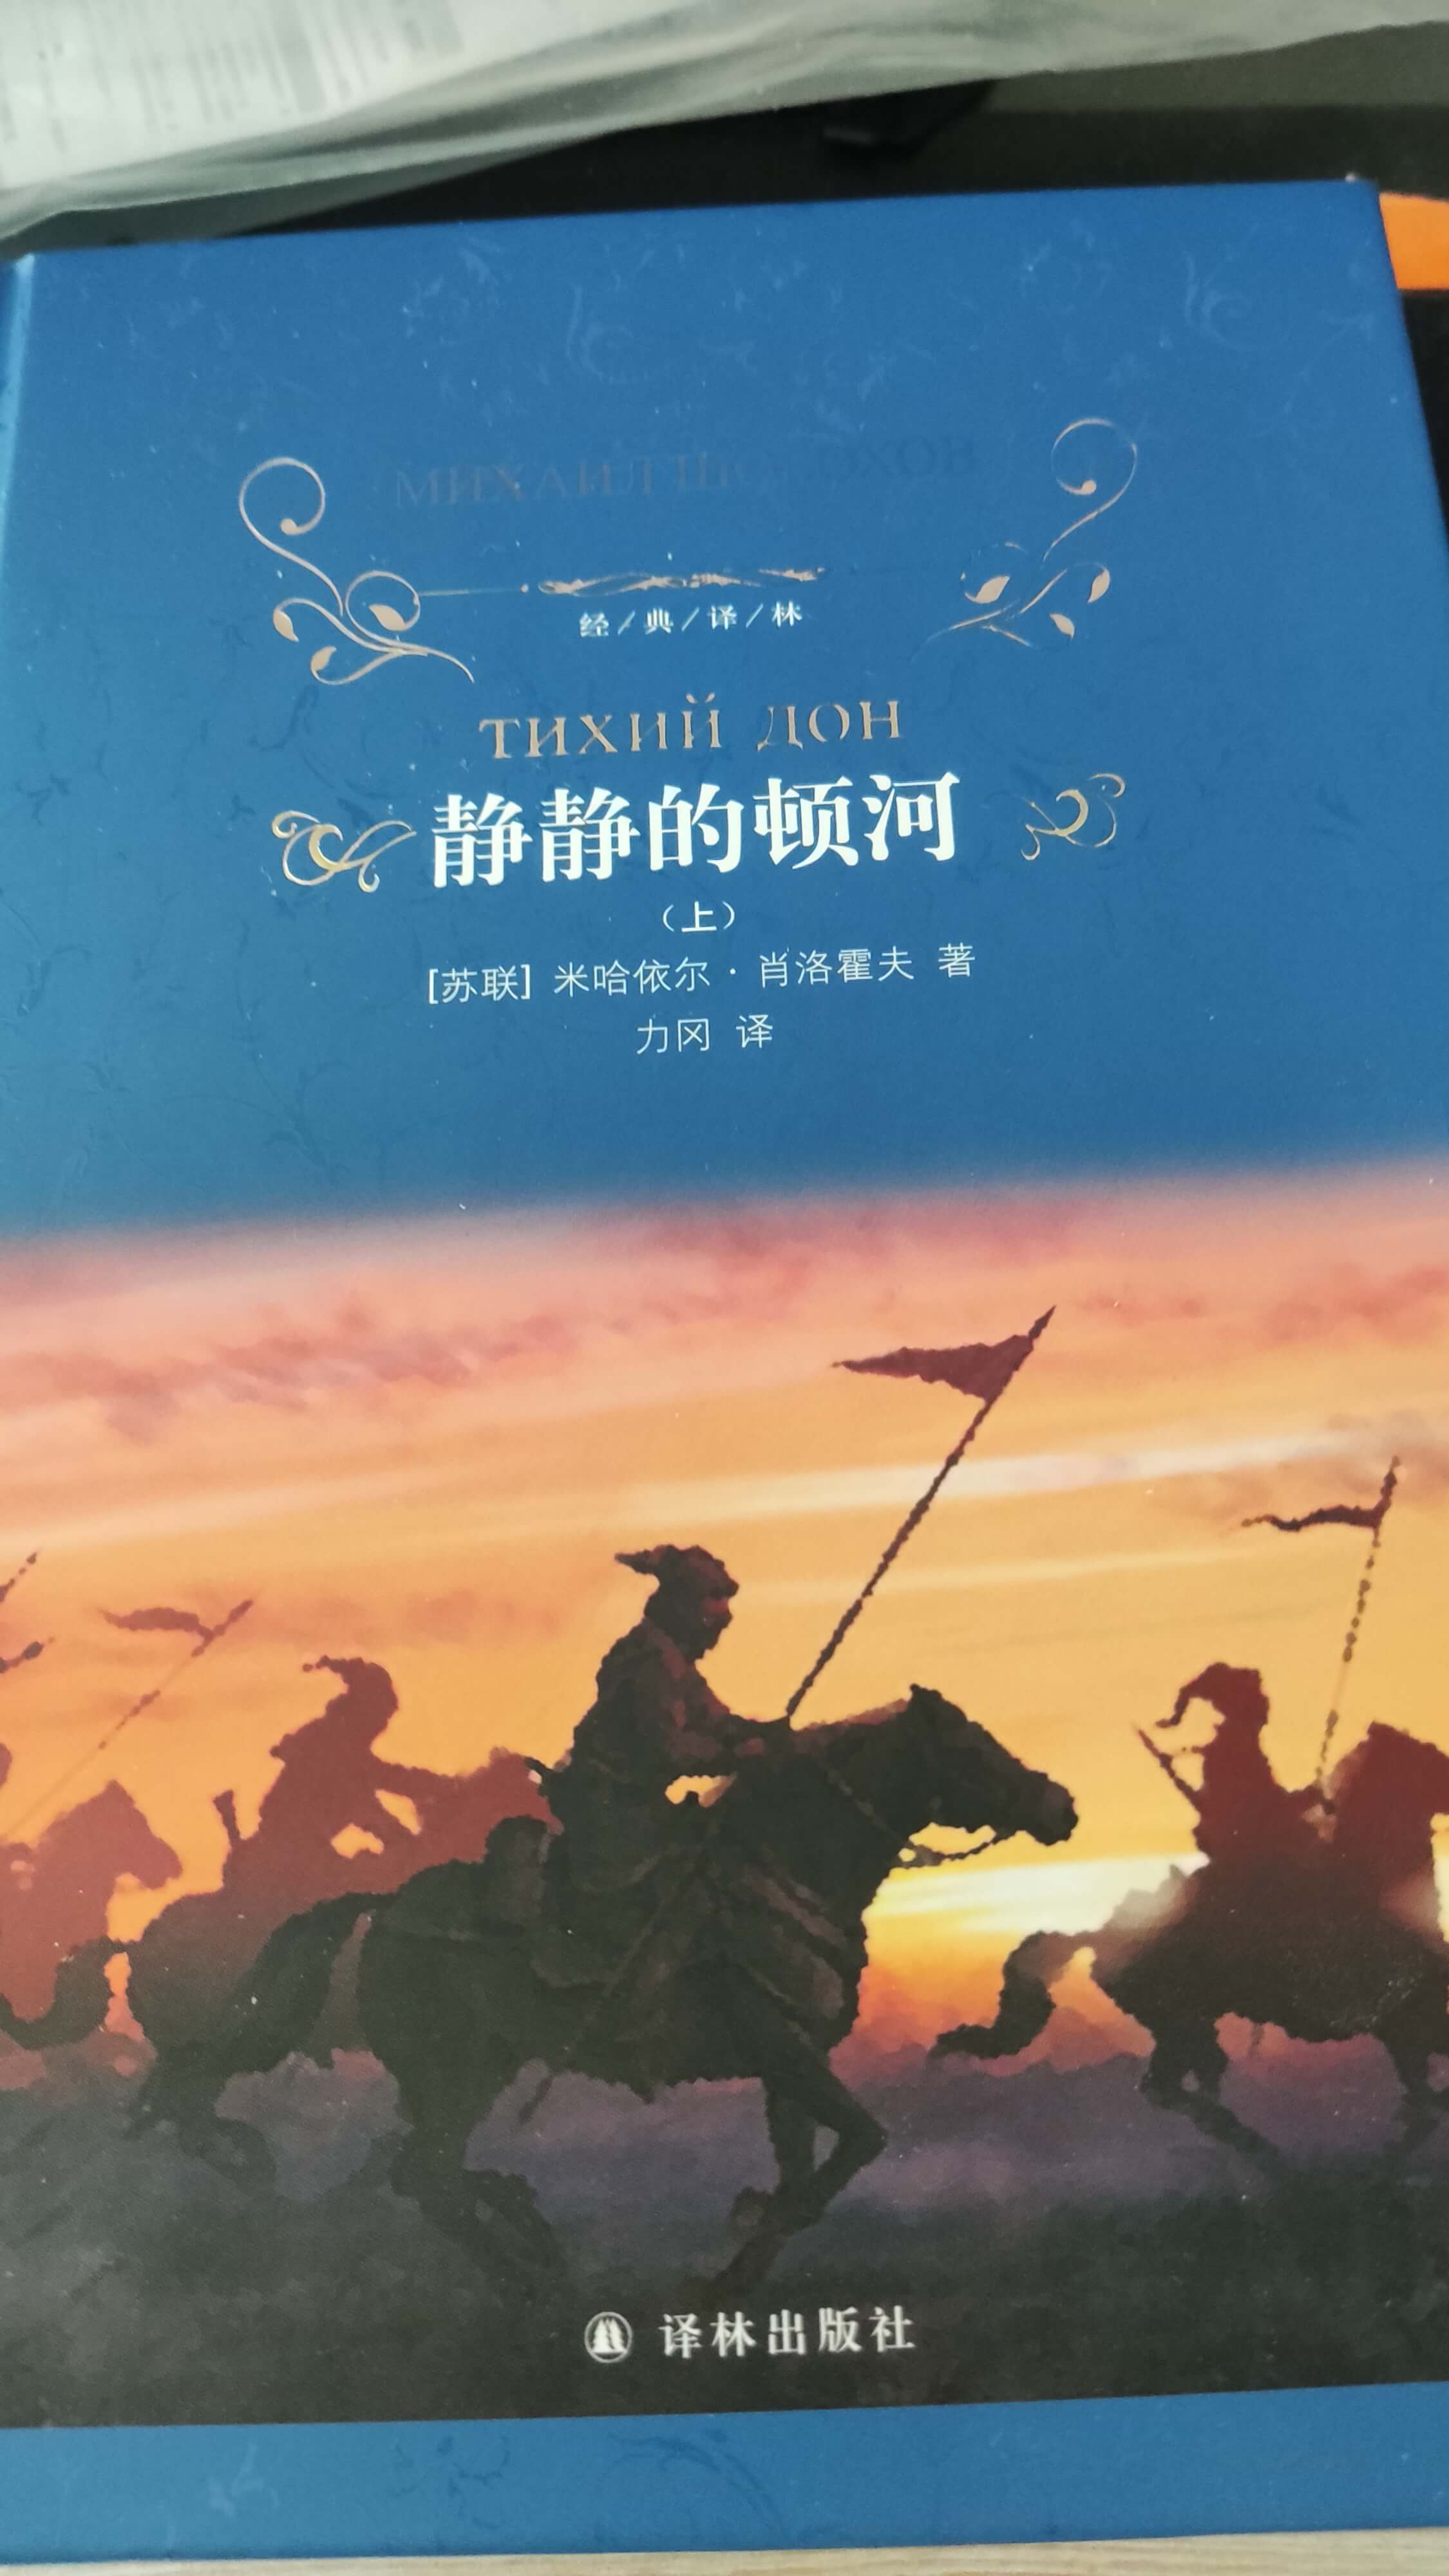 МИХАИЛ
经/典/译/林
ТИХИЙ ДОН
静静的顿河
（上）
[苏联] 米哈依尔·肖洛霍夫 著
力冈 译
译林出版社